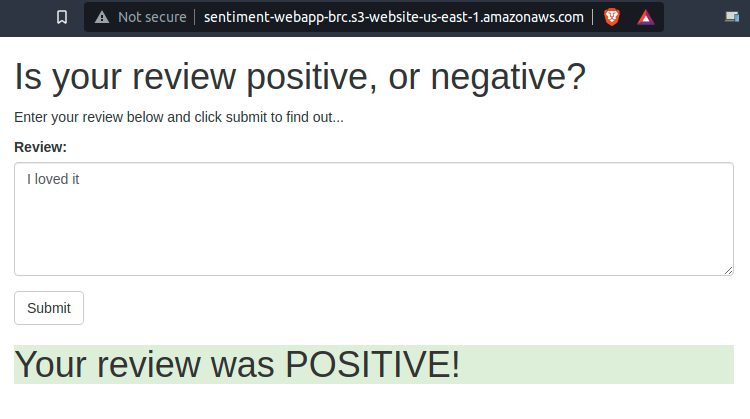 Not secure sentiment-webapp-brc.s3-website-us-east-1.amazonaws.com
Is your review positive, or negative?
Enter your review below and click submit to find out...
Review:
I loved it
Submit
Your review was POSITIVE!